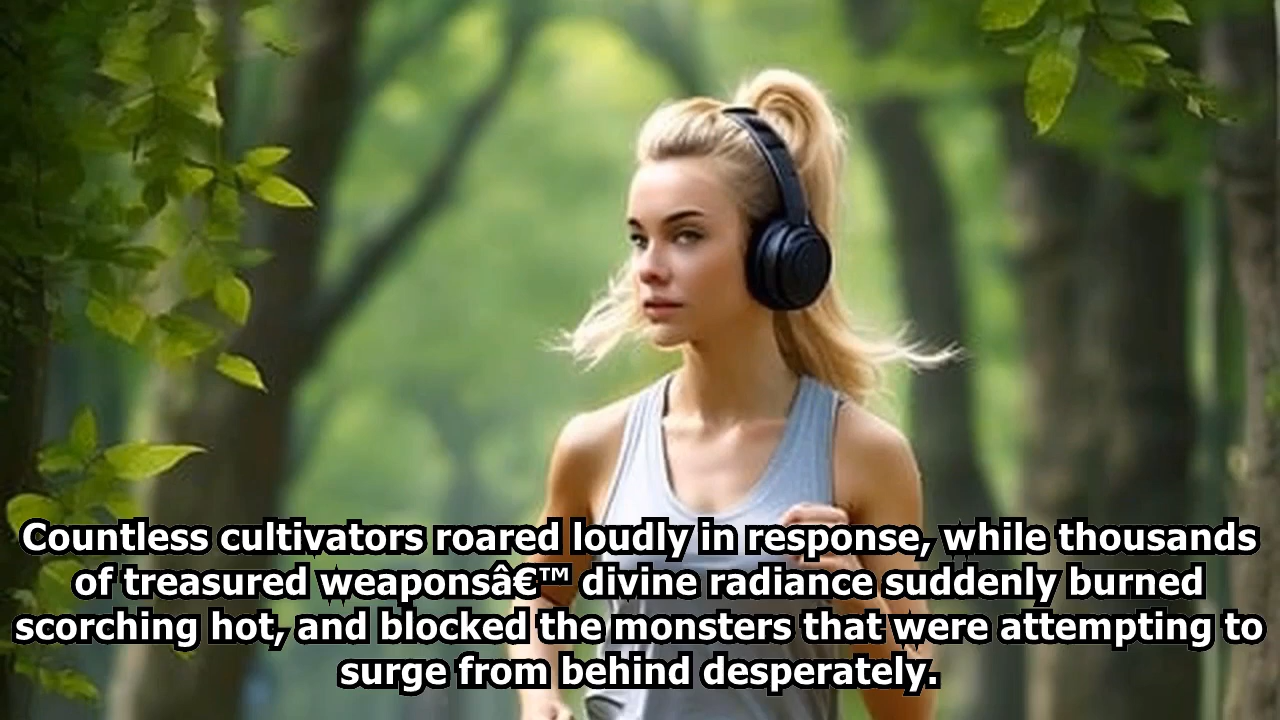 Countless cultivators roared loudly in response, while thousands
of treasured weaponsâ€™ divine radiance suddenly burned
scorching hot, and blocked the monsters that were attempting to
surge from behind desperately.